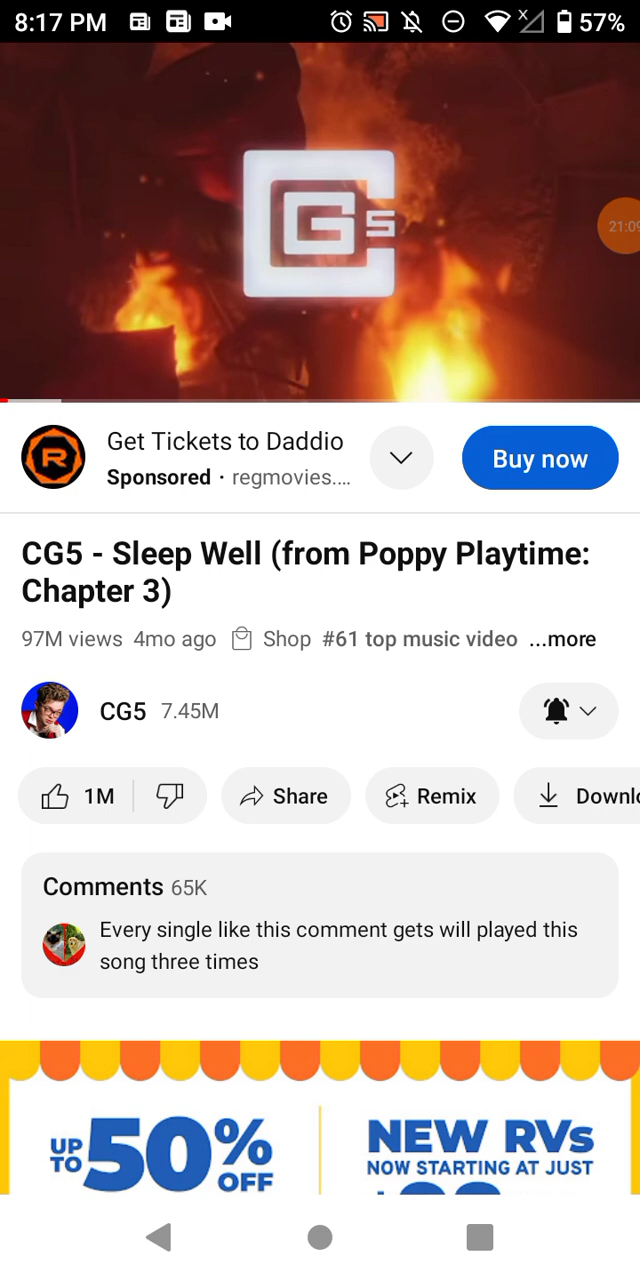 8:17 PM 57%
CG5
21:09
Get Tickets to Daddio
Sponsored · regmovies....
Buy now
CG5 - Sleep Well (from Poppy Playtime:
Chapter 3)
97M views 4mo ago Shop #61 top music video ...more
CG5 7.45M
1M Share Remix Downlo
Comments 65K
Every single like this comment gets will played this
song three times
UP TO 50% OFF
NEW RVs
NOW STARTING AT JUST